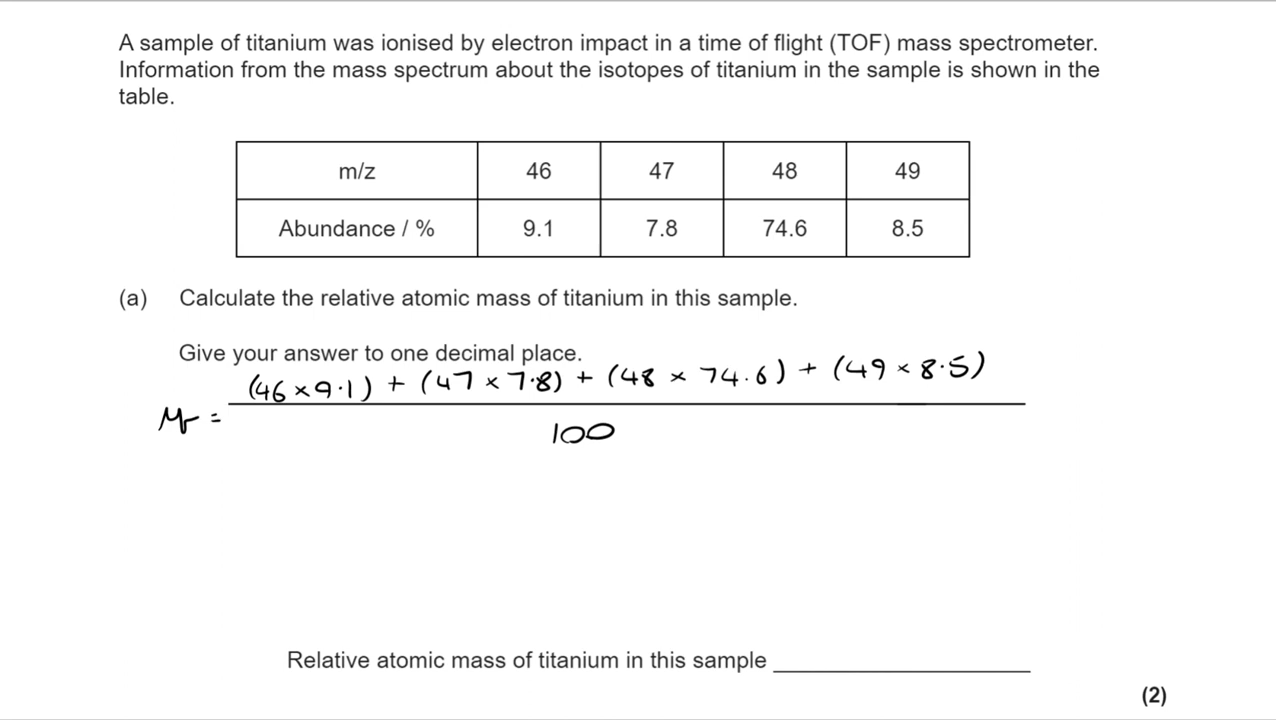 A sample of titanium was ionised by electron impact in a time of flight (TOF) mass spectrometer.
Information from the mass spectrum about the isotopes of titanium in the sample is shown in the
table.
m/z 46 47 48 49
Abundance / % 9.1 7.8 74.6 8.5
(a) Calculate the relative atomic mass of titanium in this sample.
Give your answer to one decimal place.
(46 × 9.1) + (47 × 7.8) + (48 × 74.6) + (49 × 8.5)
Mr =
100
Relative atomic mass of titanium in this sample
(2)